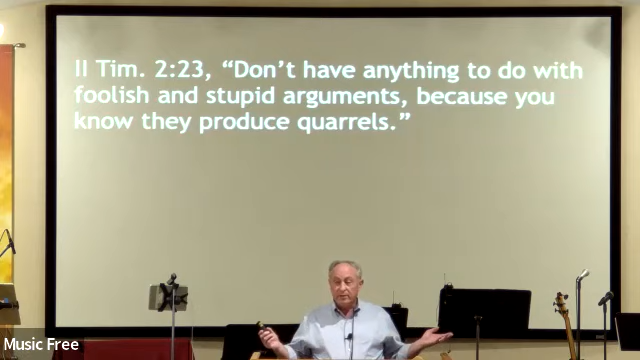 II Tim. 2:23, “Don’t have anything to do with
foolish and stupid arguments, because you
know they produce quarrels.”
Music Free